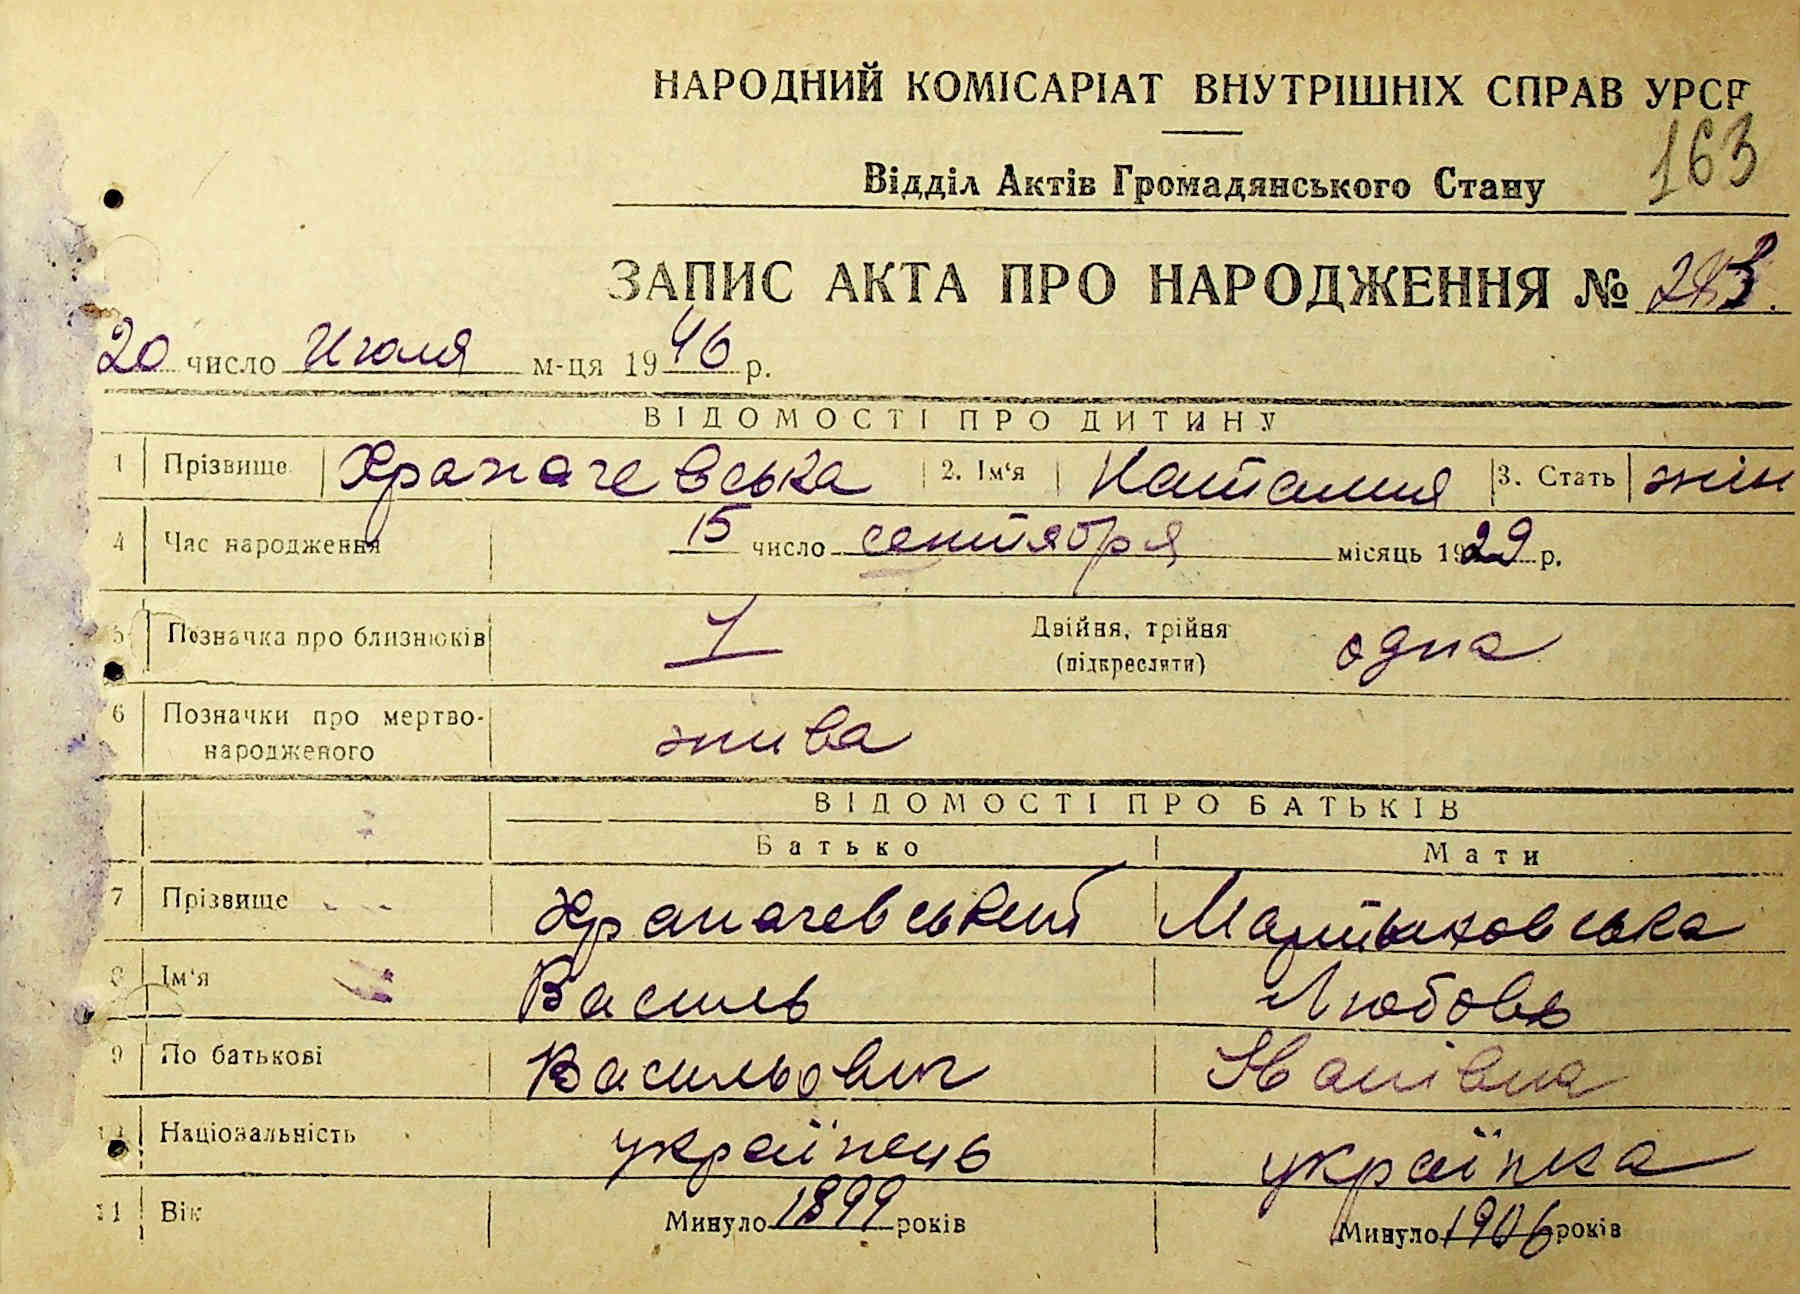 НАРОДНИЙ КОМІСАРІАТ ВНУТРІШНІХ СПРАВ УРСР
163
Відділ Актів Громадянського Стану
ЗАПИС АКТА ПРО НАРОДЖЕННЯ №
20 число Июля м-ця 1946 р.
ВІДОМОСТІ ПРО ДИТИНУ
1 Прізвище Храпачевська 2. Ім'я Наталия 3. Стать жін
4 Час народження 15 число сентября місяць 1929 р.
5 Позначка про близнюків 1 Двійня, трійня (підкреслити) одна
6 Позначки про мертво-
народженого жива
ВІДОМОСТІ ПРО БАТЬКІВ
Батько Мати
7 Прізвище Храпачевський Мартынковська
8 Ім'я Василь Любовь
9 По батькові Васильович Іванівна
10 Національність українець українка
11 Вік Минуло 1899 років Минуло 1906 років